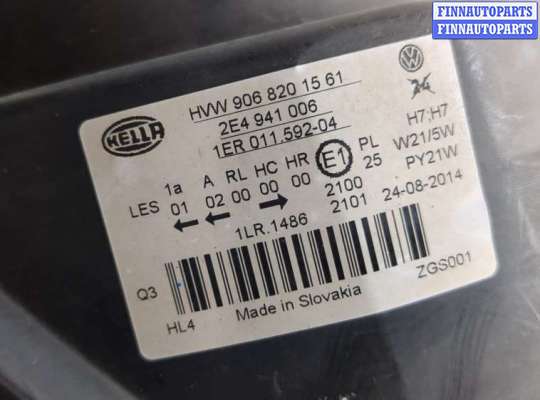 FINNAUTOPARTS
FINNAUTOPARTS
HELLA
HVW 906 820 15 61
2E4 941 006
1ER 011.592-04
H7;H7
W21/5W
PY21W
1a A RL HC HR E1 PL
LES 01 02 00 00 00 25
2100
2101
24-08-2014
1LR.1486
Q3
HL4
Made in Slovakia
ZGS001